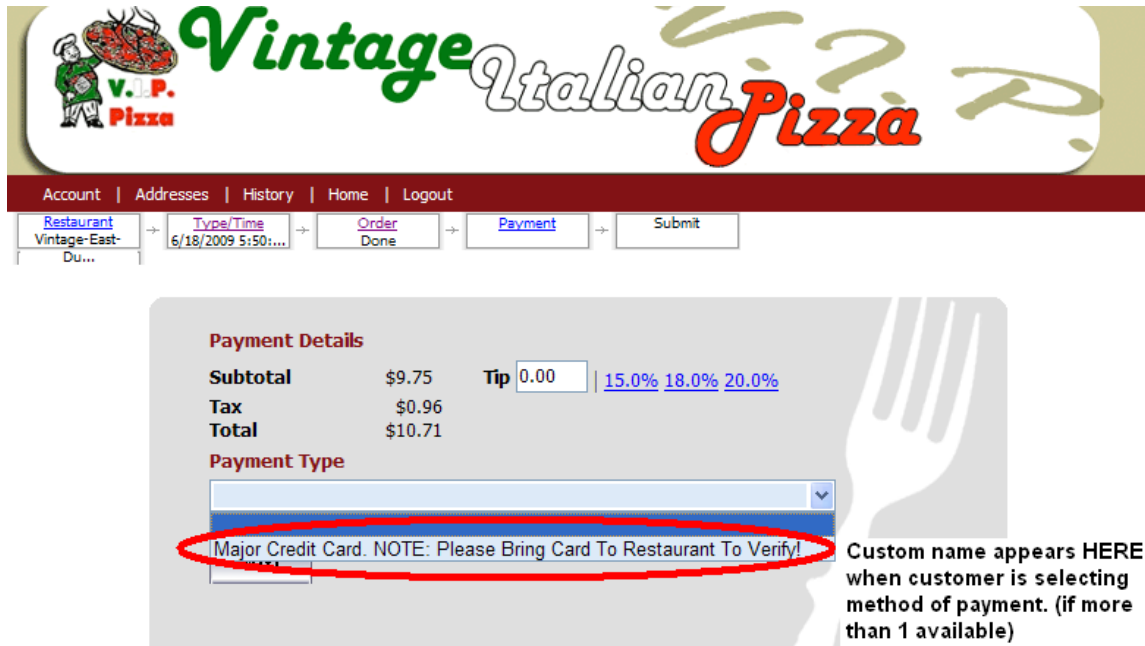 Vintage Italian Pizza
V.I.P.
Pizza
V.I.P.
Account | Addresses | History | Home | Logout
Restaurant
Vintage-East-
Du...
Type/Time
6/18/2009 5:50:...
Order
Done
Payment
Submit
Payment Details
Subtotal $9.75 Tip 0.00 | 15.0% 18.0% 20.0%
Tax $0.96
Total $10.71
Payment Type
Major Credit Card. NOTE: Please Bring Card To Restaurant To Verify!
Custom name appears HERE
when customer is selecting
method of payment. (if more
than 1 available)